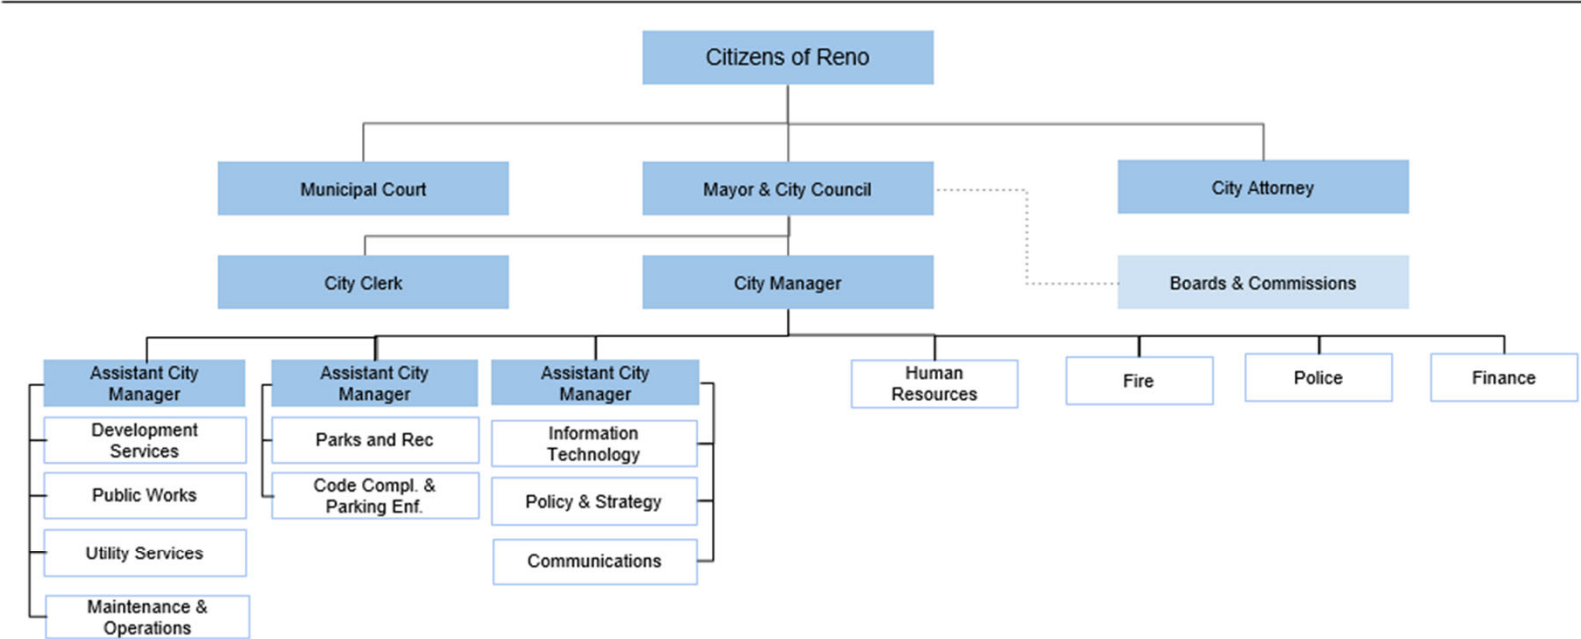 Citizens of Reno
Municipal Court
Mayor & City Council
City Attorney
City Clerk
City Manager
Boards & Commissions
Assistant City
Manager
Development
Services
Public Works
Utility Services
Maintenance &
Operations
Assistant City
Manager
Parks and Rec
Code Compl. &
Parking Enf.
Assistant City
Manager
Information
Technology
Policy & Strategy
Communications
Human
Resources
Fire
Police
Finance